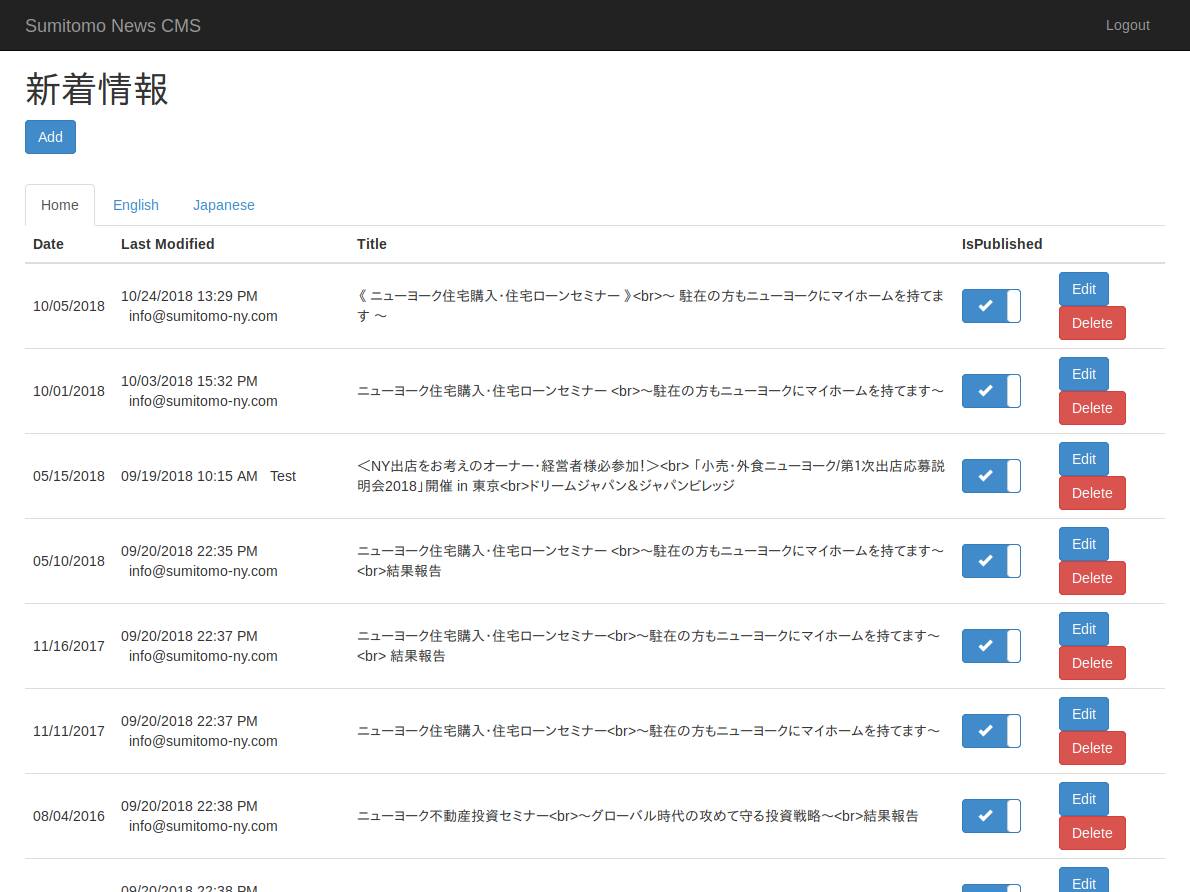 Sumitomo News CMS
Logout
新着情報
Add
Home English Japanese
Date Last Modified Title IsPublished
10/05/2018
10/24/2018 13:29 PM
info@sumitomo-ny.com
《 ニューヨーク住宅購入・住宅ローンセミナー 》<br>～ 駐在の方もニューヨークにマイホームを持てま
す ～
Edit
Delete
10/01/2018
10/03/2018 15:32 PM
info@sumitomo-ny.com
ニューヨーク住宅購入・住宅ローンセミナー <br>～駐在の方もニューヨークにマイホームを持てます～
Edit
Delete
05/15/2018
09/19/2018 10:15 AM Test
＜NY出店をお考えのオーナー・経営者様必参加！＞<br> 「小売・外食ニューヨーク/第1次出店応募説
明会2018」開催 in 東京<br>ドリームジャパン＆ジャパンビレッジ
Edit
Delete
05/10/2018
09/20/2018 22:35 PM
info@sumitomo-ny.com
ニューヨーク住宅購入・住宅ローンセミナー <br>～駐在の方もニューヨークにマイホームを持てます～
<br>結果報告
Edit
Delete
11/16/2017
09/20/2018 22:37 PM
info@sumitomo-ny.com
ニューヨーク住宅購入・住宅ローンセミナー<br>～駐在の方もニューヨークにマイホームを持てます～
<br> 結果報告
Edit
Delete
11/11/2017
09/20/2018 22:37 PM
info@sumitomo-ny.com
ニューヨーク住宅購入・住宅ローンセミナー<br>～駐在の方もニューヨークにマイホームを持てます～
Edit
Delete
08/04/2016
09/20/2018 22:38 PM
info@sumitomo-ny.com
ニューヨーク不動産投資セミナー<br>～グローバル時代の攻めて守る投資戦略～<br>結果報告
Edit
Delete
09/20/2018 22:38 PM
Edit